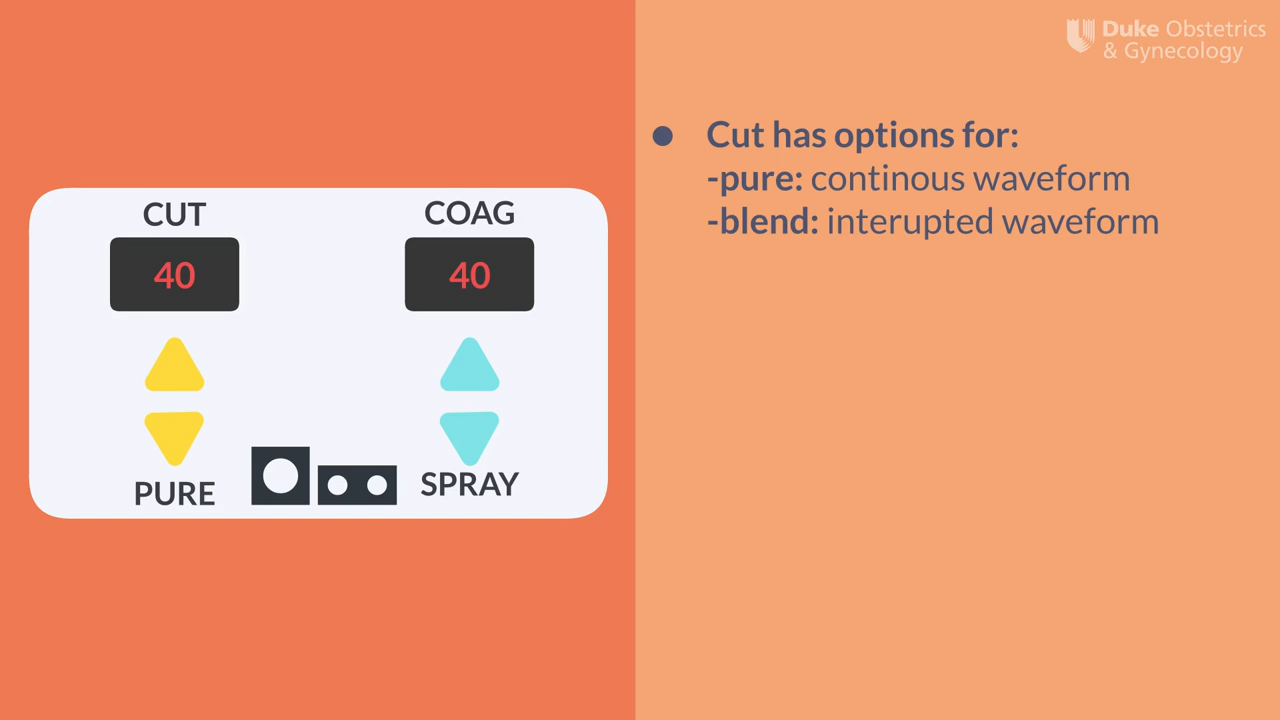 Duke Obstetrics
& Gynecology
CUT
COAG
40
40
PURE
SPRAY
● Cut has options for:
-pure: continous waveform
-blend: interupted waveform